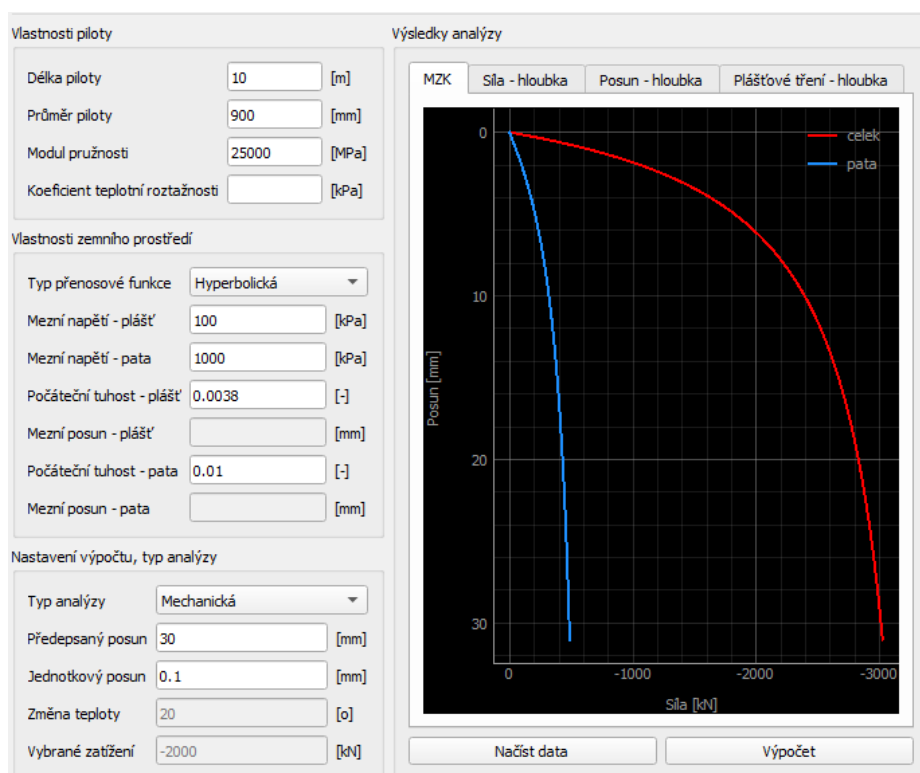 Vlastnosti piloty
Délka piloty 10 [m]
Průměr piloty 900 [mm]
Modul pružnosti 25000 [MPa]
Koeficient teplotní roztažnosti [kPa]
Vlastnosti zemního prostředí
Typ přenosové funkce Hyperbolická
Mezní napětí - plášť 100 [kPa]
Mezní napětí - pata 1000 [kPa]
Počáteční tuhost - plášť 0.0038 [-]
Mezní posun - plášť [mm]
Počáteční tuhost - pata 0.01 [-]
Mezní posun - pata [mm]
Nastavení výpočtu, typ analýzy
Typ analýzy Mechanická
Předepsaný posun 30 [mm]
Jednotkový posun 0.1 [mm]
Změna teploty 20 [o]
Vybrané zatížení -2000 [kN]
Výsledky analýzy
MZK Síla - hloubka Posun - hloubka Plášťové tření - hloubka
celek
pata
0
10
20
30
Posun [mm]
0 -1000 -2000 -3000
Síla [kN]
Načíst data Výpočet